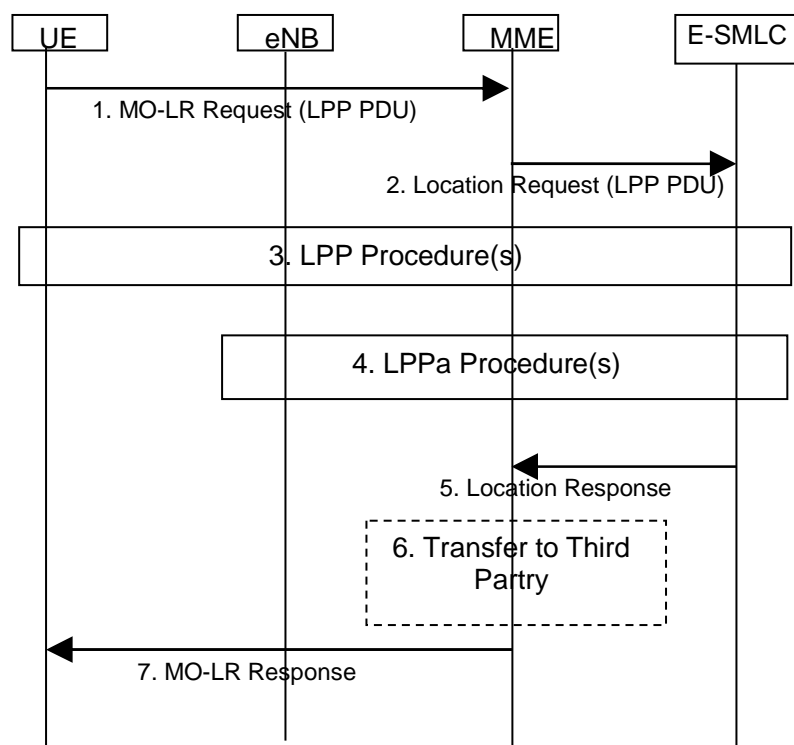 UE
eNB
MME
E-SMLC
1. MO-LR Request (LPP PDU)
2. Location Request (LPP PDU)
3. LPP Procedure(s)
4. LPPa Procedure(s)
5. Location Response
6. Transfer to Third
Partry
7. MO-LR Response